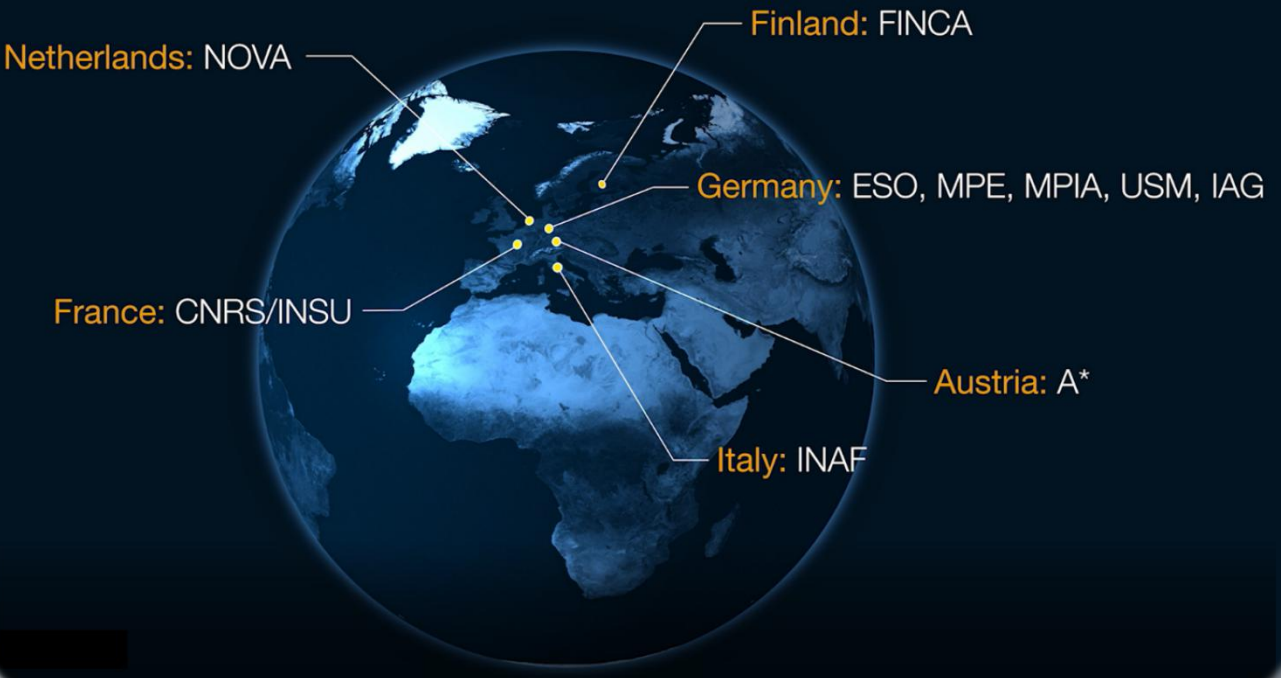 Finland: FINCA
Netherlands: NOVA
Germany: ESO, MPE, MPIA, USM, IAG
France: CNRS/INSU
Austria: A*
Italy: INAF